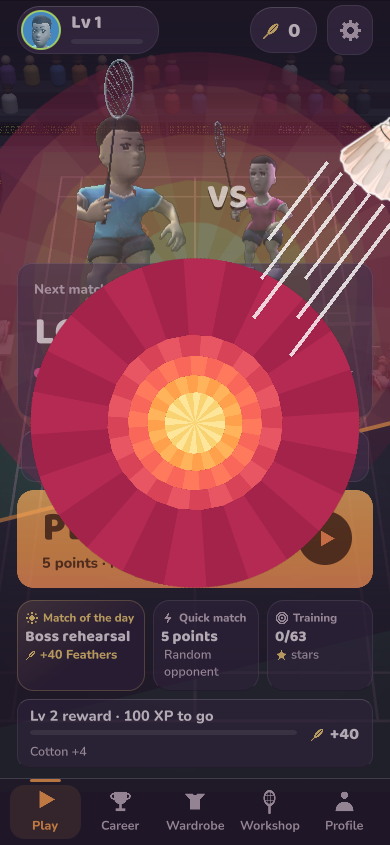 Lv 1
0
VS
Next
5 points ·
Match of the day
Boss rehearsal
+40 Feathers
Quick match
5 points
Random
opponent
Training
0/63
stars
Lv 2 reward · 100 XP to go
+40
Cotton +4
Play
Career
Wardrobe
Workshop
Profile